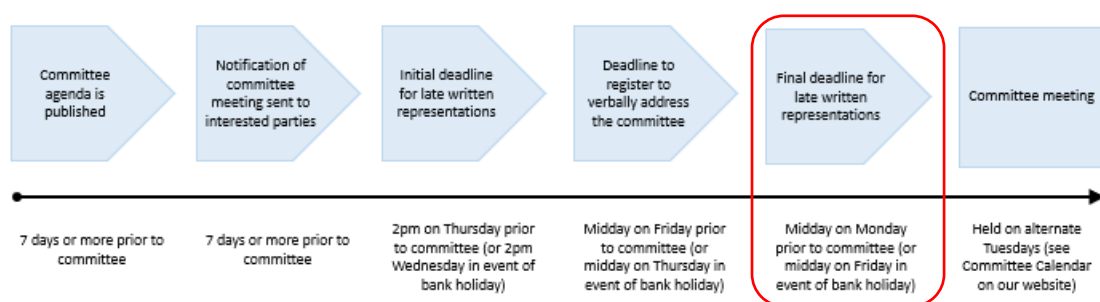 Committee
agenda is
published
Notification of
committee
meeting sent to
interested parties
Initial deadline
for late written
representations
Deadline to
register to
verbally address
the committee
Final deadline for
late written
representations
Committee meeting
7 days or more prior to
committee
7 days or more prior to
committee
2pm on Thursday prior
to committee (or 2pm
Wednesday in event of
bank holiday)
Midday on Friday prior
to committee (or
midday on Thursday in
event of bank holiday)
Midday on Monday
prior to committee (or
midday on Friday in
event of bank holiday)
Held on alternate
Tuesdays (see
Committee Calendar
on our website)